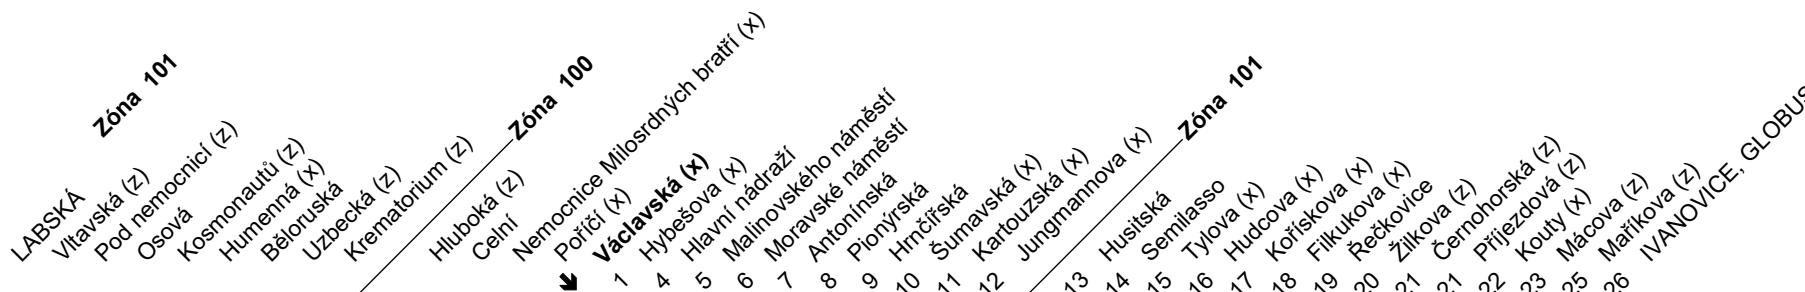 Zóna 101
LABSKÁ
Vltavská (z)
Pod nemocnicí (z)
Osová
Kosmonautů (z)
Humenná (x)
Běloruská
Uzbecká (z)
Krematorium (z)
Zóna 100
Hluboká (z)
Celní
Nemocnice Milosrdných bratří (x)
Poříčí (x)
🡻 Václavská (x)
1 Hybešova (x)
4 Hlavní nádraží
5 Malinovského náměstí
6 Moravské náměstí
7 Antonínská
8 Pionýrská
9 Hrnčířská
10 Šumavská (x)
11 Kartouzská (x)
12 Jungmannova (x)
Zóna 101
13 Husitská
14 Semilasso
15 Tylova (x)
16 Hudcova (x)
17 Kořískova (x)
18 Filkukova (x)
19 Řečkovice
20 Žilkova (z)
21 Černohorská (z)
21 Příjezdová (z)
22 Kouty (x)
23 Mácova (z)
25 Maříkova (z)
26 IVANOVICE, GLOBUS